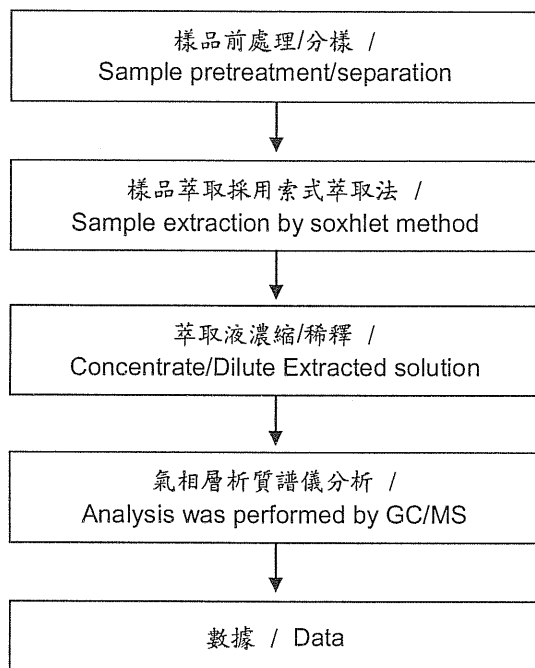 樣品前處理/分樣 /
Sample pretreatment/separation
樣品萃取採用索式萃取法 /
Sample extraction by soxhlet method
萃取液濃縮/稀釋 /
Concentrate/Dilute Extracted solution
氣相層析質譜儀分析 /
Analysis was performed by GC/MS
數據 / Data